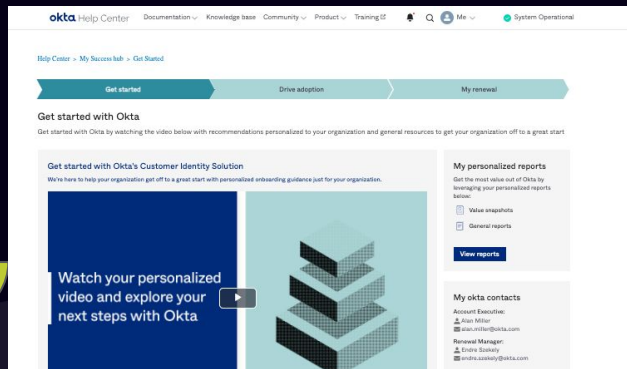 okta Help Center Documentation Knowledge base Community Product Training Me System Operational
Help Center > My Success hub > Get Started
Get started Drive adoption My renewal
Get started with Okta
Get started with Okta by watching the video below with recommendations personalized to your organization and general resources to get your organization off to a great start
Get started with Okta's Customer Identity Solution
We're here to help your organization get off to a great start with personalized onboarding guidance just for your organization.
Watch your personalized
video and explore your
next steps with Okta
My personalized reports
Get the most value out of Okta by
leveraging your personalized reports
below:
Value snapshots
General reports
View reports
My okta contacts
Account Executive:
Alan Miller
alan.miller@okta.com
Renewal Manager:
Endre Szekely
endre.szekely@okta.com